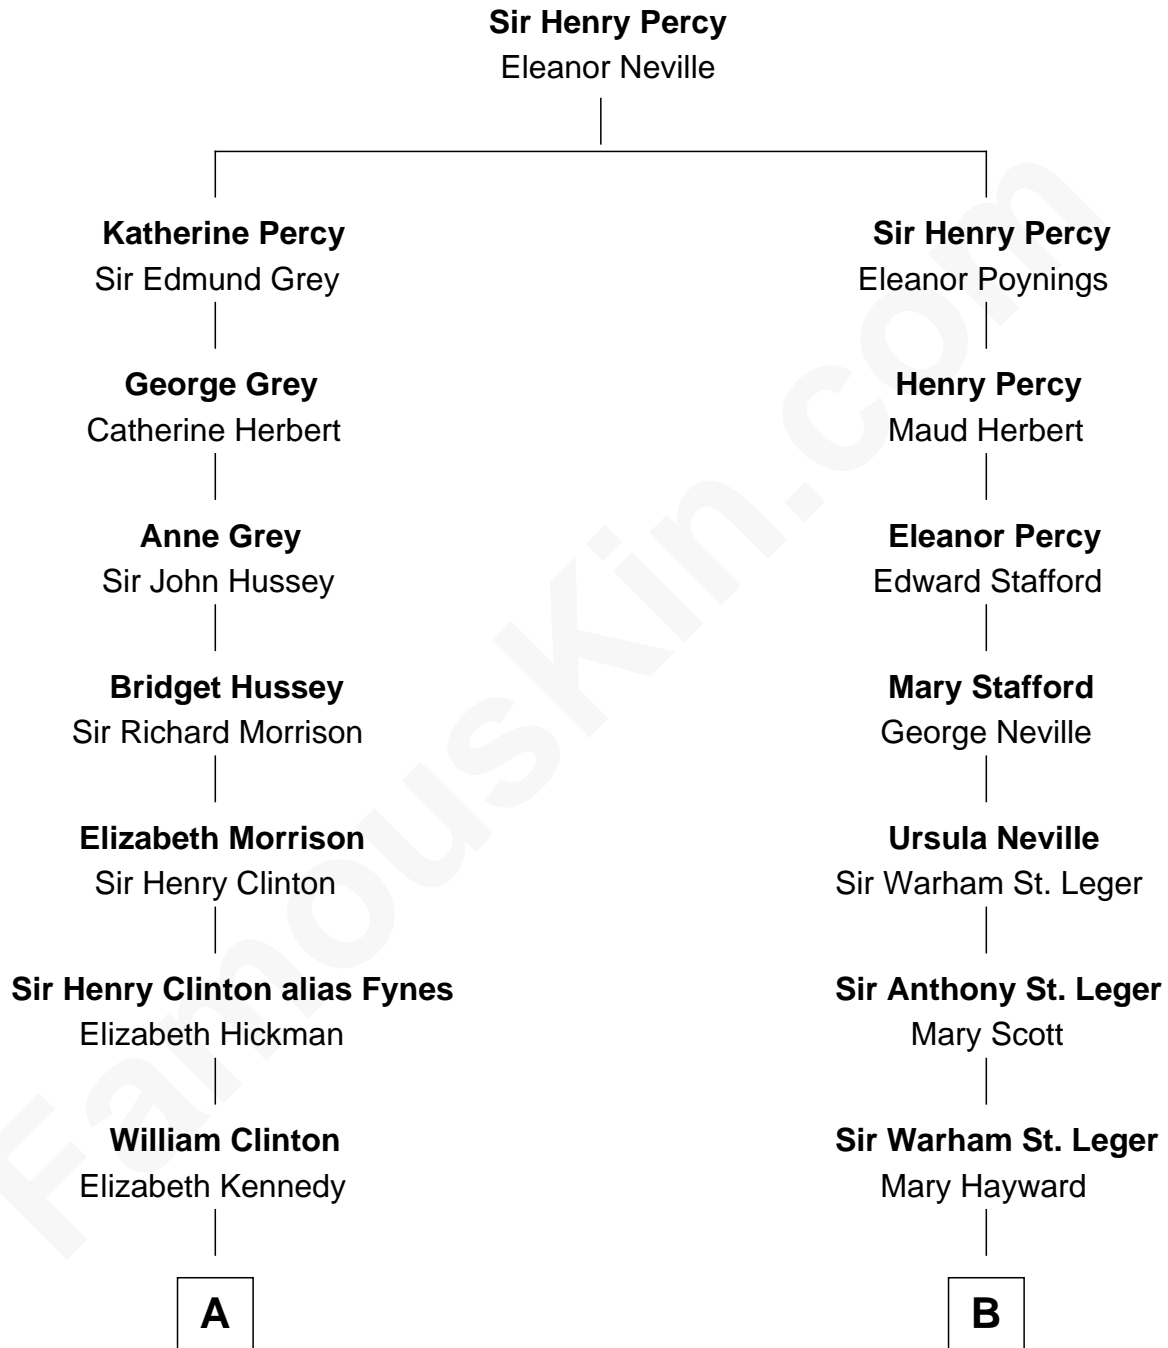 Sir Henry Percy
Eleanor Neville
Katherine Percy
Sir Edmund Grey
Sir Henry Percy
Eleanor Poynings
George Grey
Catherine Herbert
Henry Percy
Maud Herbert
Anne Grey
Sir John Hussey
Eleanor Percy
Edward Stafford
Bridget Hussey
Sir Richard Morrison
Mary Stafford
George Neville
Elizabeth Morrison
Sir Henry Clinton
Ursula Neville
Sir Warham St. Leger
Sir Henry Clinton alias Fynes
Elizabeth Hickman
Sir Anthony St. Leger
Mary Scott
William Clinton
Elizabeth Kennedy
Sir Warham St. Leger
Mary Hayward
A
B
FamousKin.com